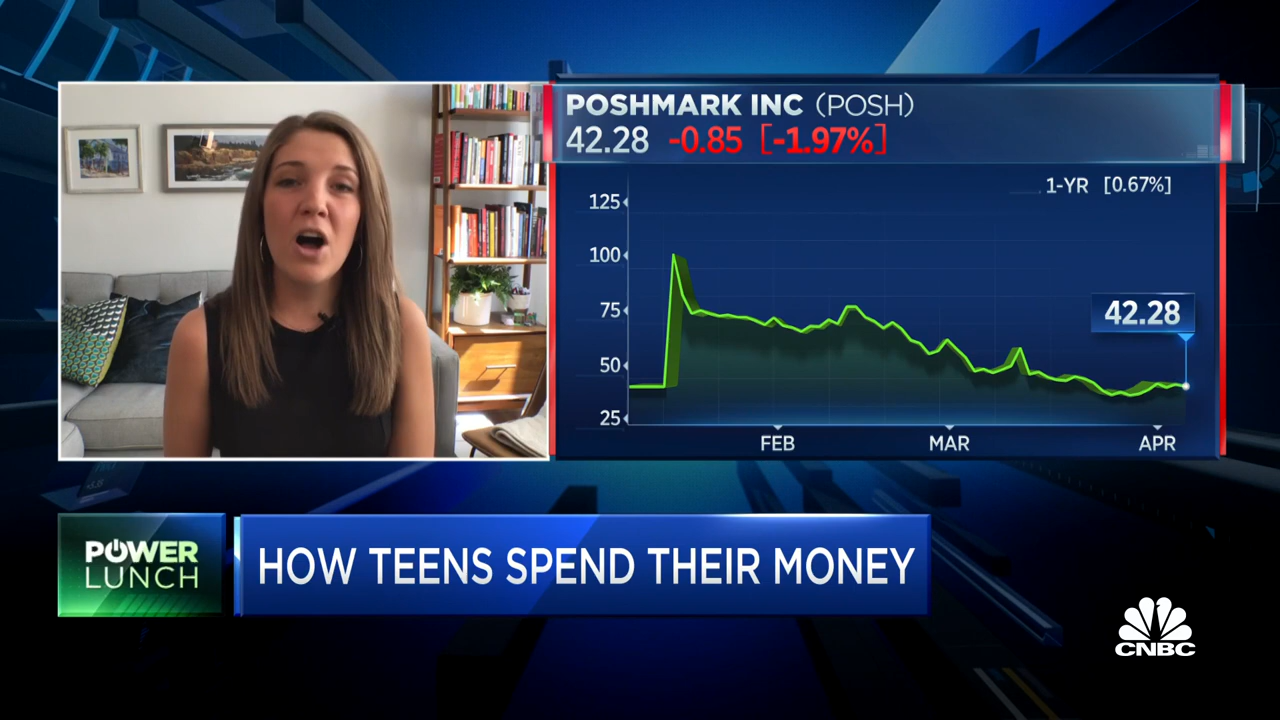 POSHMARK INC (POSH)
42.28 -0.85 [-1.97%]
1-YR [0.67%]
125
100
75
50
25
42.28
FEB MAR APR
POWER
LUNCH
HOW TEENS SPEND THEIR MONEY
CNBC